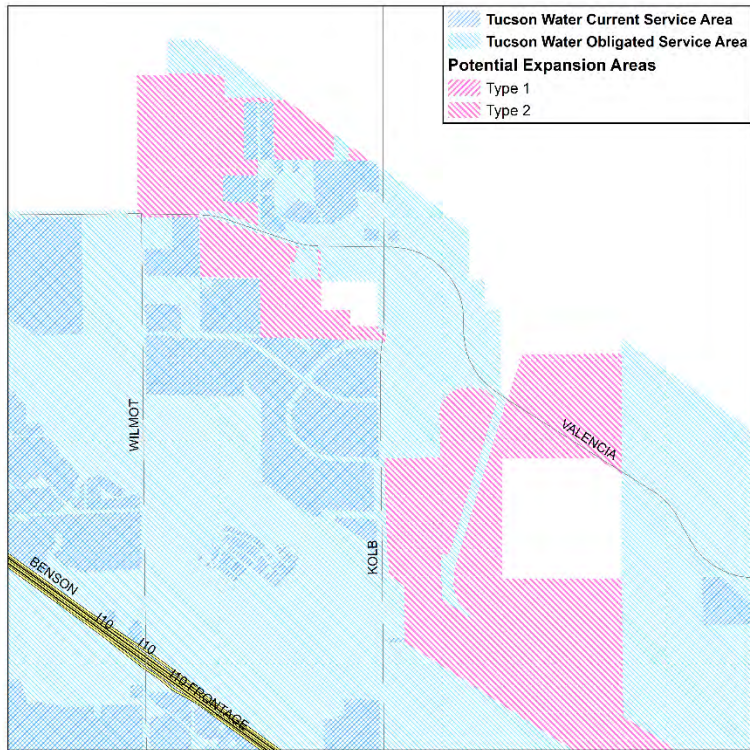 Tucson Water Current Service Area
Tucson Water Obligated Service Area
Potential Expansion Areas
Type 1
Type 2
WILMOT
VALENCIA
KOLB
BENSON
I10
I10
I10 FRONTAGE